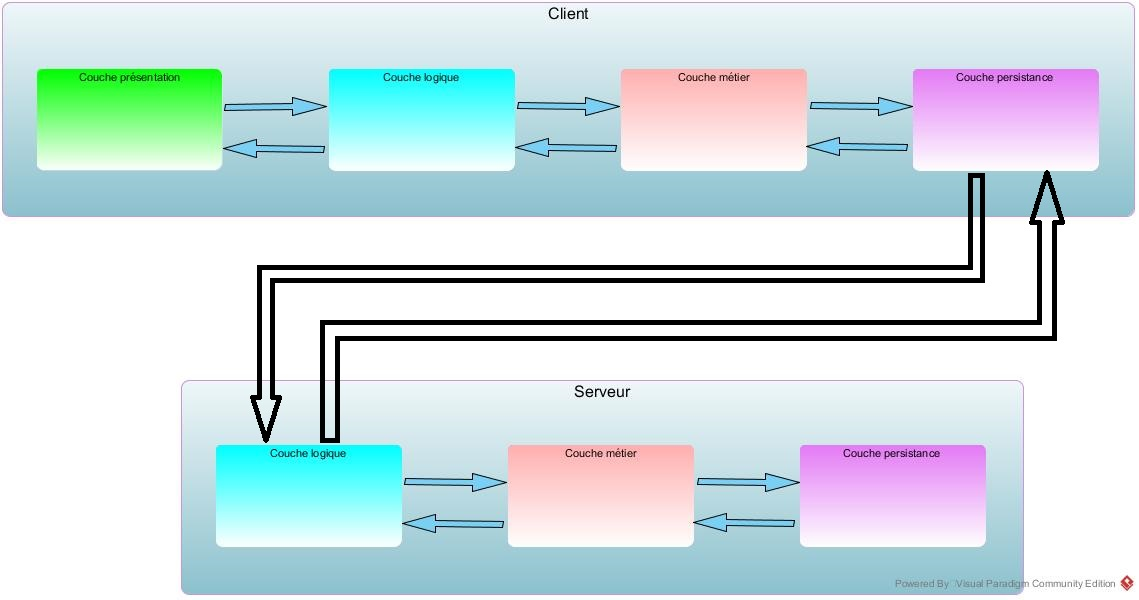 Client
Couche présentation
Couche logique
Couche métier
Couche persistance
Serveur
Couche logique
Couche métier
Couche persistance
Powered By Visual Paradigm Community Edition